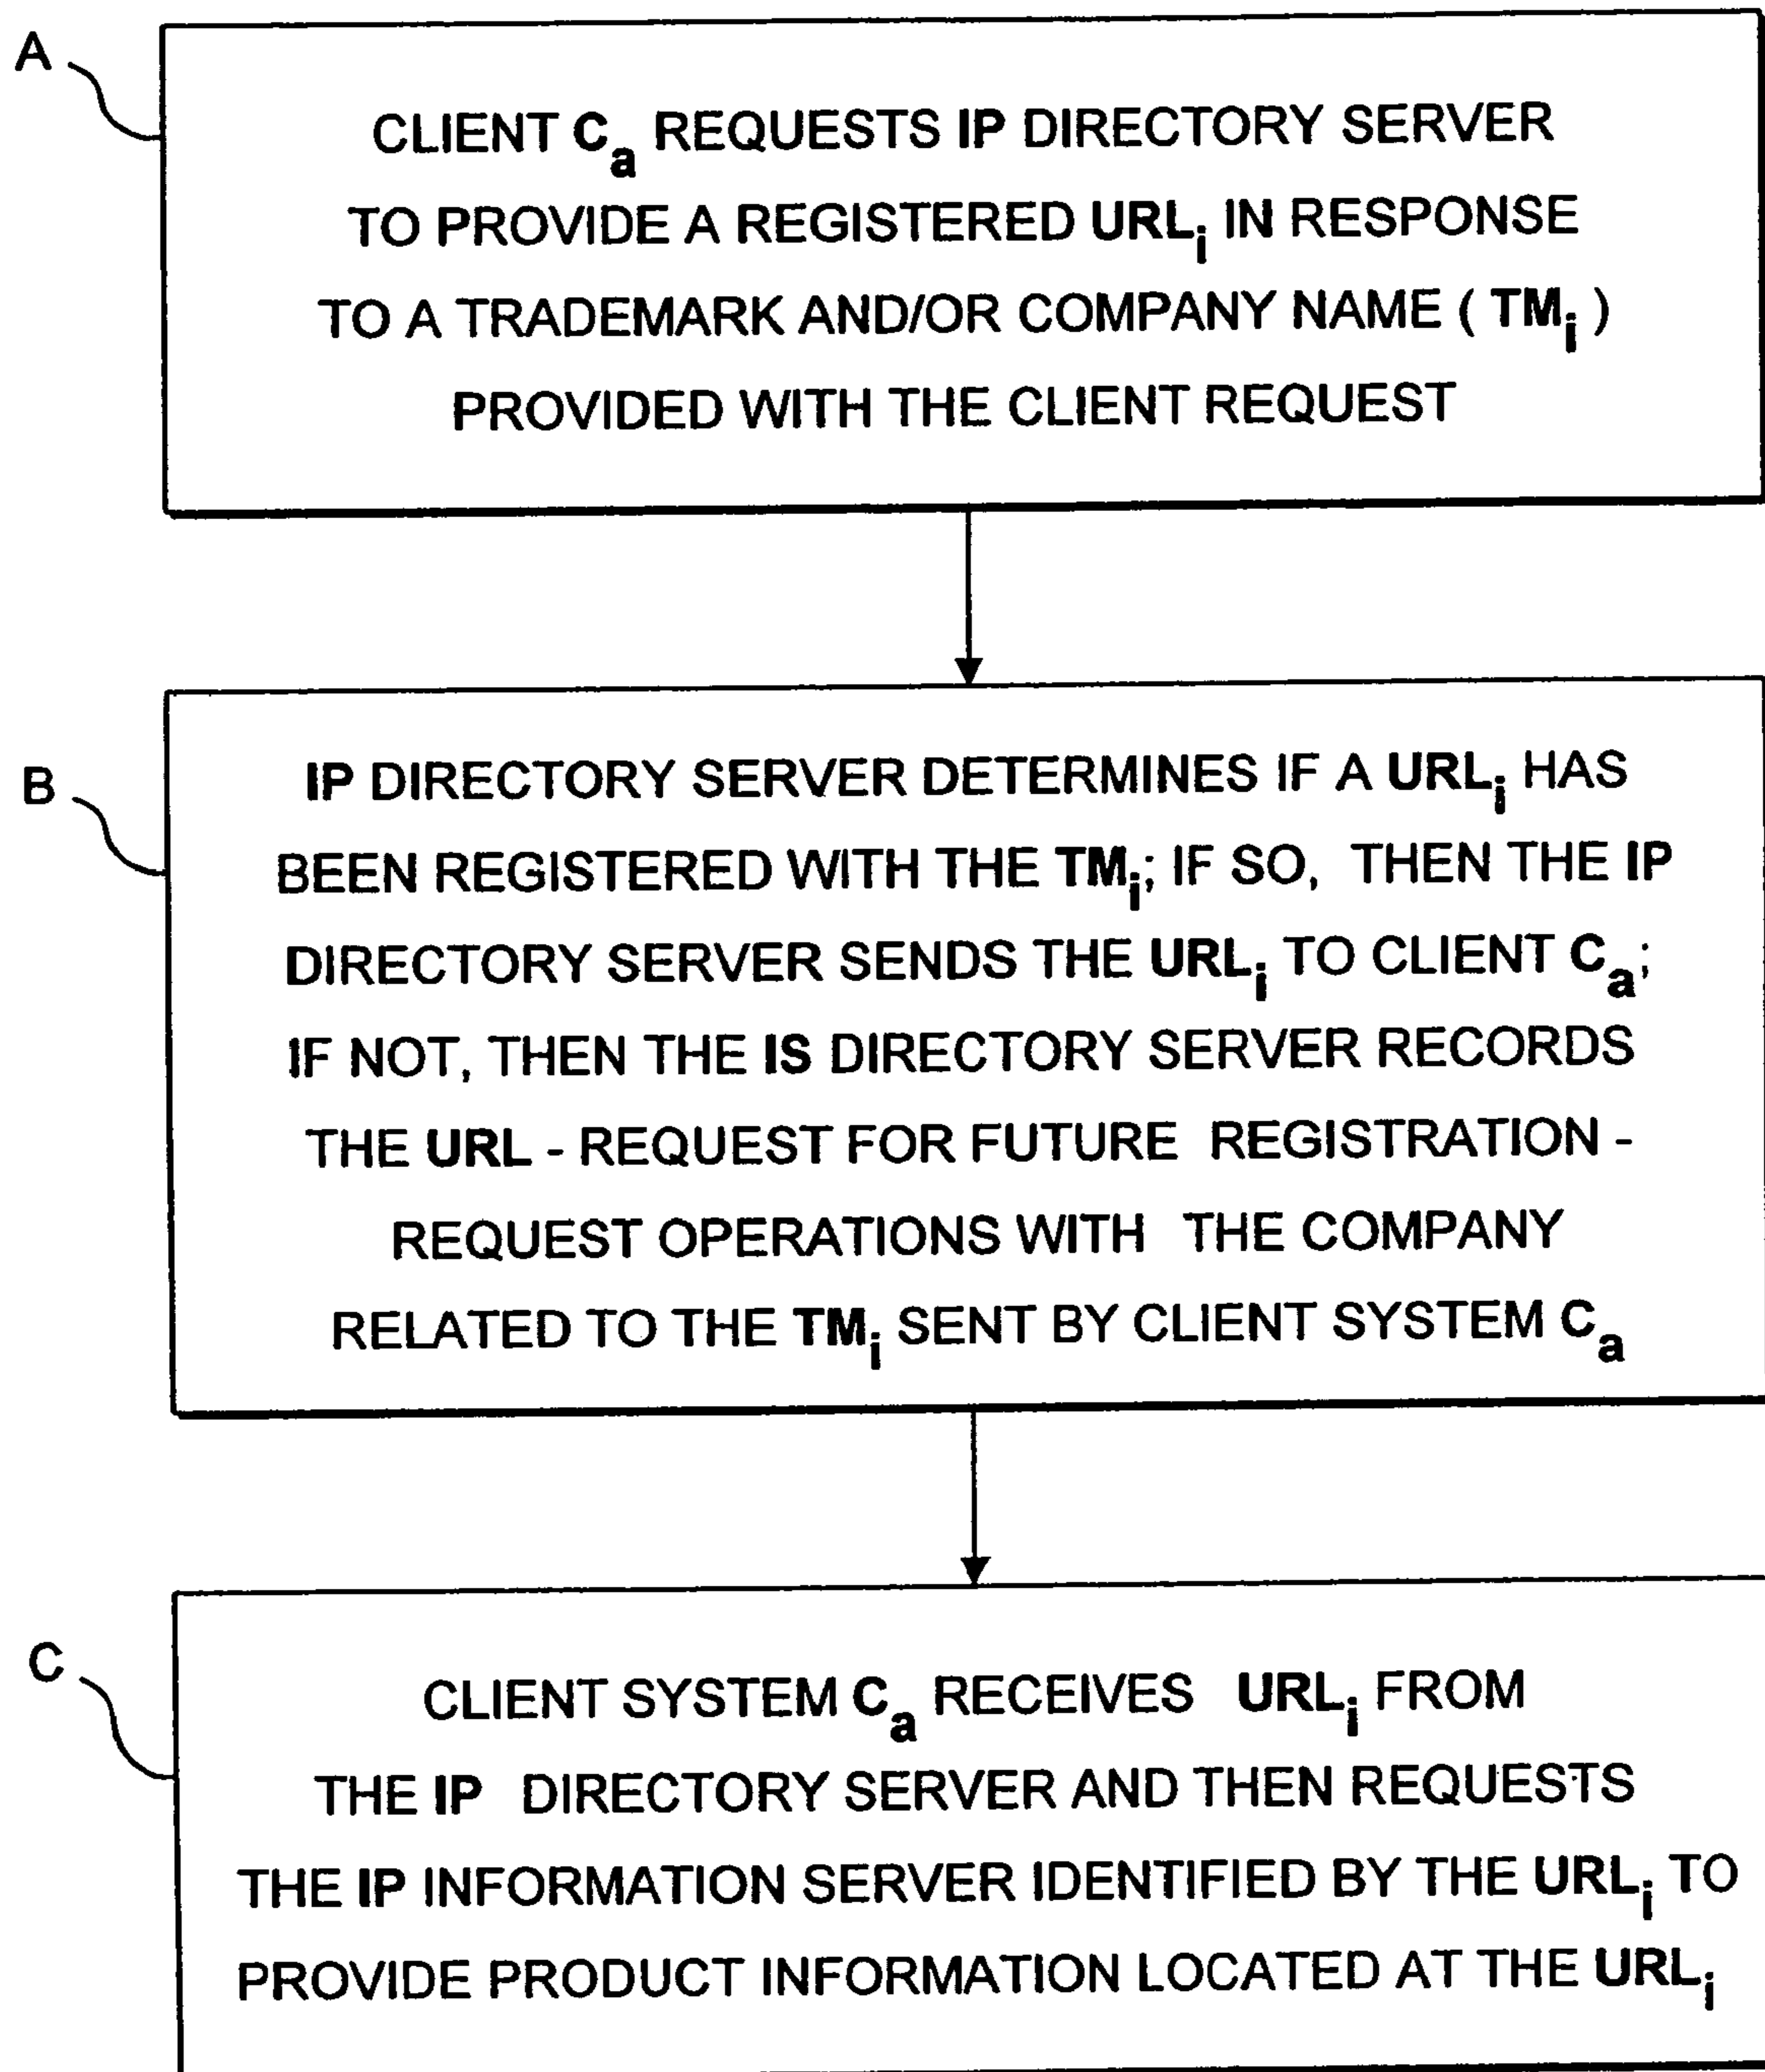 A
CLIENT Ca REQUESTS IP DIRECTORY SERVER
TO PROVIDE A REGISTERED URLi IN RESPONSE
TO A TRADEMARK AND/OR COMPANY NAME ( TMi )
PROVIDED WITH THE CLIENT REQUEST
B
IP DIRECTORY SERVER DETERMINES IF A URLi HAS
BEEN REGISTERED WITH THE TMi; IF SO, THEN THE IP
DIRECTORY SERVER SENDS THE URLi TO CLIENT Ca;
IF NOT, THEN THE IS DIRECTORY SERVER RECORDS
THE URL - REQUEST FOR FUTURE REGISTRATION -
REQUEST OPERATIONS WITH THE COMPANY
RELATED TO THE TMi SENT BY CLIENT SYSTEM Ca
C
CLIENT SYSTEM Ca RECEIVES URLi FROM
THE IP DIRECTORY SERVER AND THEN REQUESTS
THE IP INFORMATION SERVER IDENTIFIED BY THE URLi TO
PROVIDE PRODUCT INFORMATION LOCATED AT THE URLi